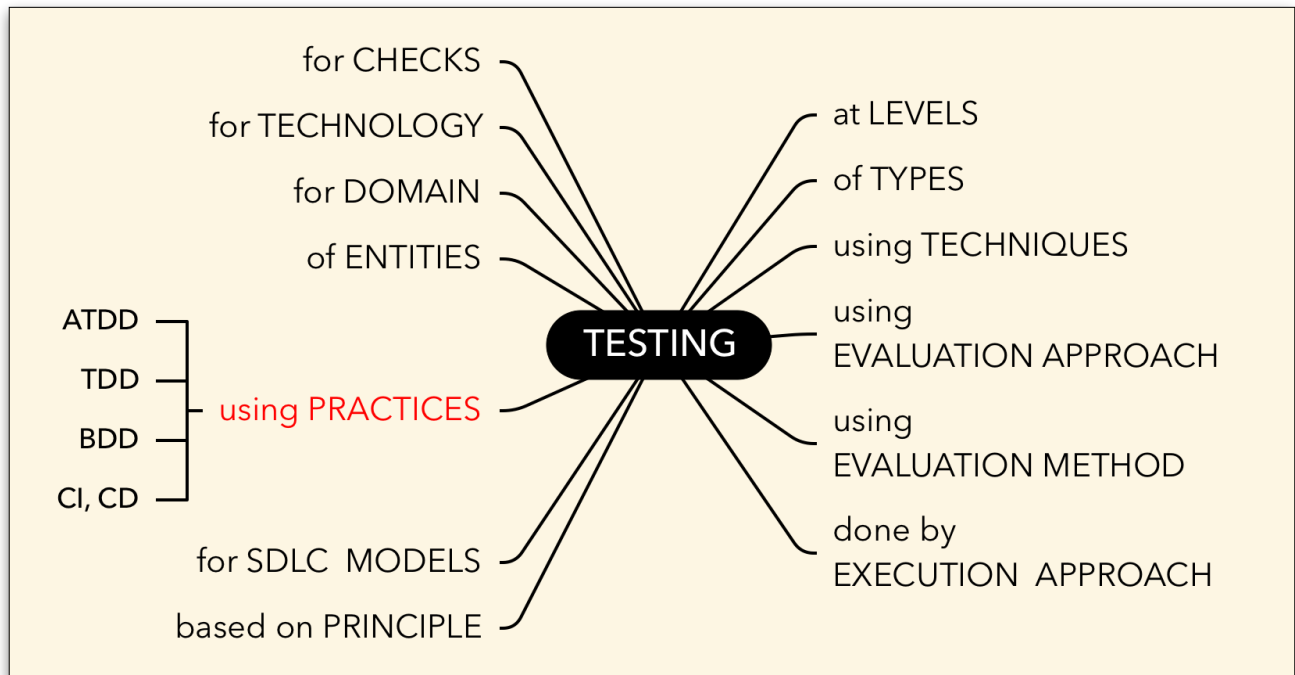 for CHECKS
for TECHNOLOGY
for DOMAIN
of ENTITIES
ATDD
TDD
BDD
CI, CD
using PRACTICES
for SDLC MODELS
based on PRINCIPLE
TESTING
at LEVELS
of TYPES
using TECHNIQUES
using
EVALUATION APPROACH
using
EVALUATION METHOD
done by
EXECUTION APPROACH